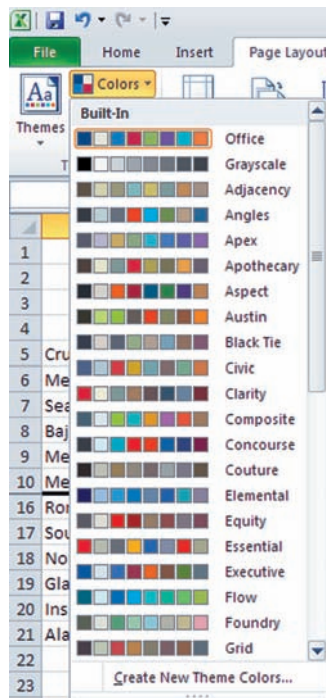 File Home Insert Page Layou
Aa Colors
Themes
Built-In
Office
Grayscale
Adjacency
Angles
Apex
Apothecary
Aspect
Austin
Black Tie
Civic
Clarity
Composite
Concourse
Couture
Elemental
Equity
Essential
Executive
Flow
Foundry
Grid
Create New Theme Colors...
T
1
2
3
4
5 Cru
6 Me
7 Sea
8 Baj
9 Me
10 Me
16 Ron
17 Sou
18 No
19 Gla
20 Ins
21 Ala
22
23